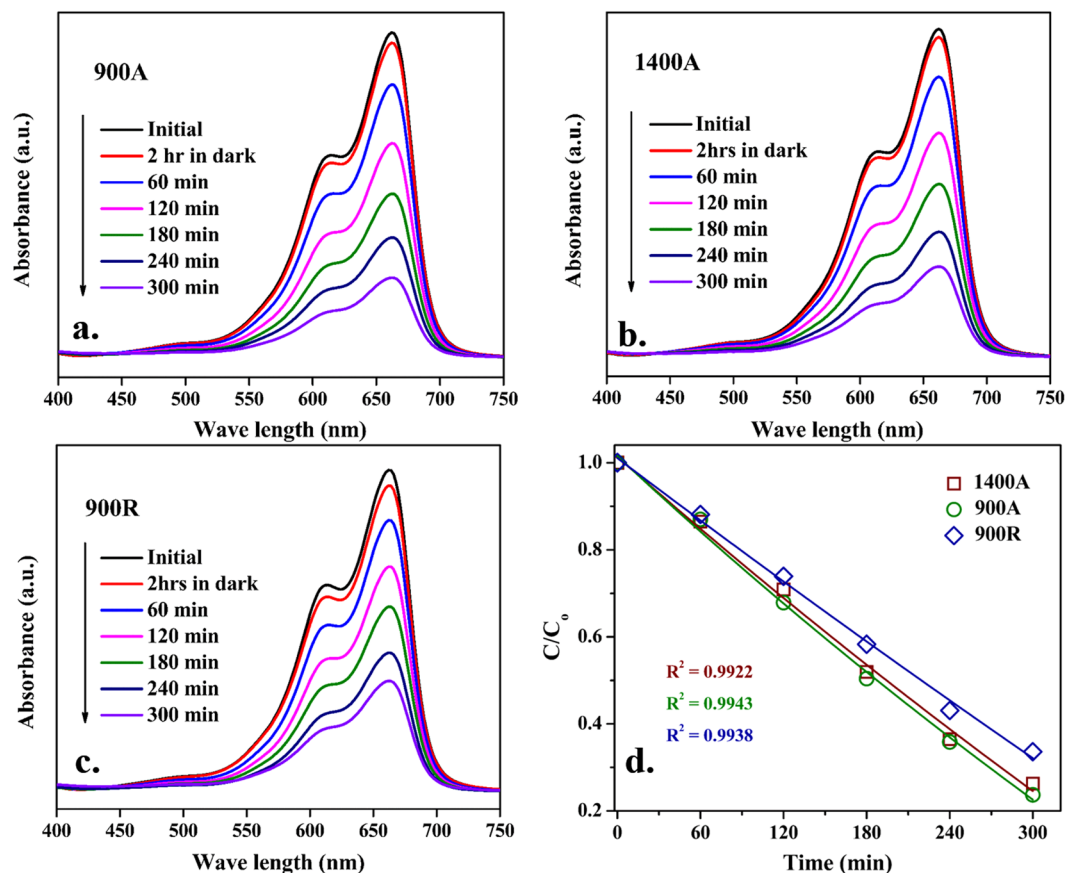 900A
Absorbance (a.u.)
Initial
2 hr in dark
60 min
120 min
180 min
240 min
300 min
a.
400 450 500 550 600 650 700 750
Wave length (nm)
1400A
Absorbance (a.u.)
Initial
2hrs in dark
60 min
120 min
180 min
240 min
300 min
b.
400 450 500 550 600 650 700 750
Wave length (nm)
900R
Absorbance (a.u.)
Initial
2hrs in dark
60 min
120 min
180 min
240 min
300 min
c.
400 450 500 550 600 650 700 750
Wave length (nm)
C/Cₒ
1.0
0.8
0.6
0.4
0.2
1400A
900A
900R
R² = 0.9922
R² = 0.9943
R² = 0.9938
d.
0 60 120 180 240 300
Time (min)